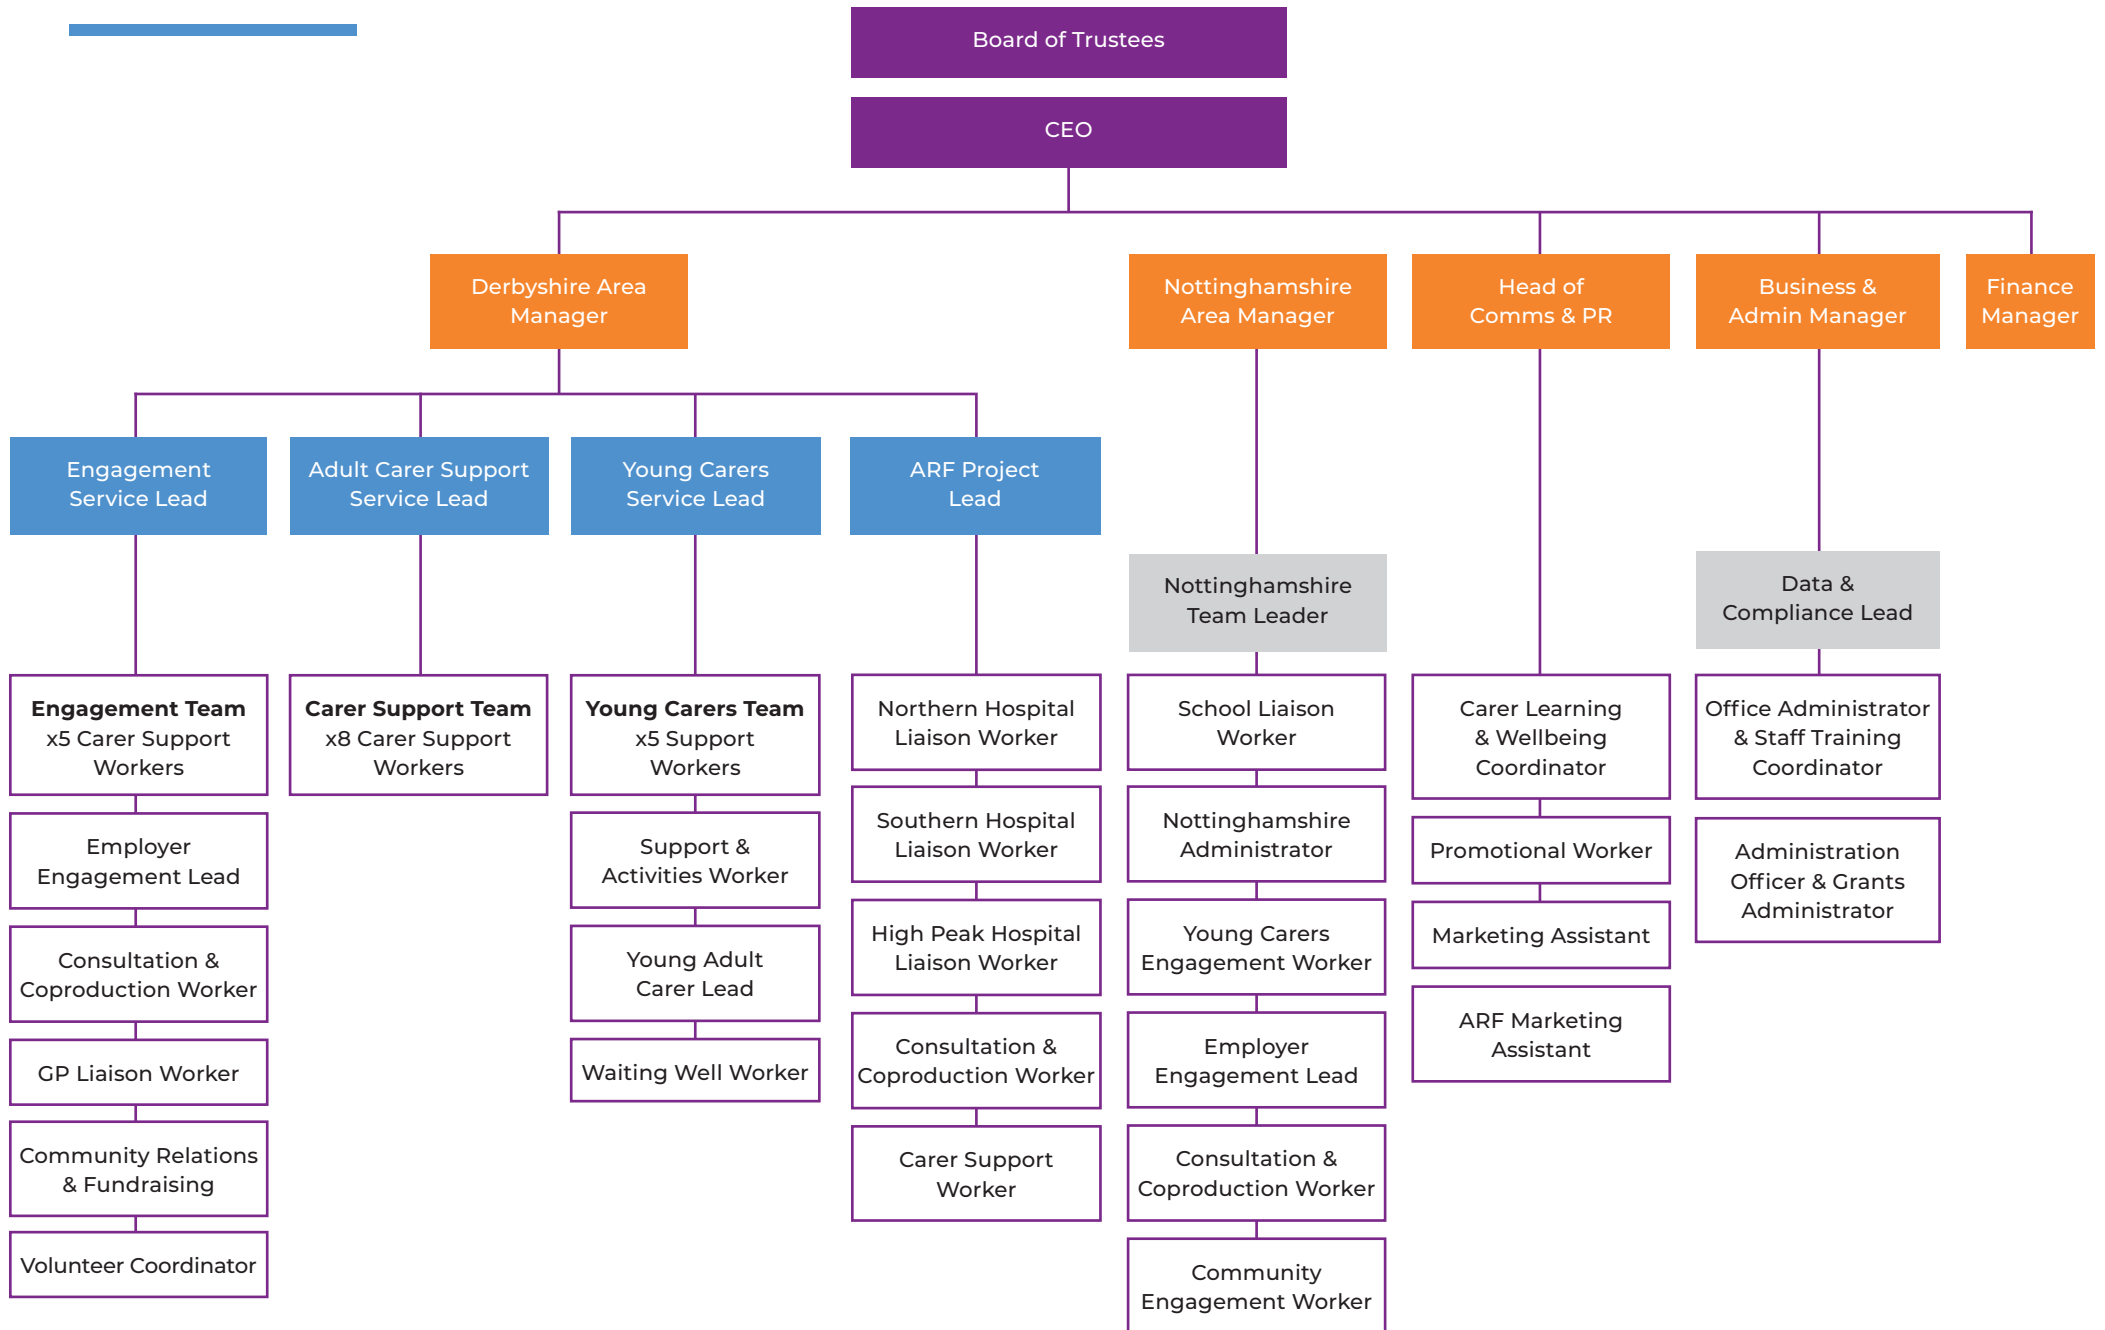 Board of Trustees
CEO
Derbyshire Area
Manager
Nottinghamshire
Area Manager
Head of
Comms & PR
Business &
Admin Manager
Finance
Manager
Engagement
Service Lead
Adult Carer Support
Service Lead
Young Carers
Service Lead
ARF Project
Lead
Nottinghamshire
Team Leader
Data &
Compliance Lead
Engagement Team
x5 Carer Support
Workers
Employer
Engagement Lead
Consultation &
Coproduction Worker
GP Liaison Worker
Community Relations
& Fundraising
Volunteer Coordinator
Carer Support Team
x8 Carer Support
Workers
Young Carers Team
x5 Support
Workers
Support &
Activities Worker
Young Adult
Carer Lead
Waiting Well Worker
Northern Hospital
Liaison Worker
Southern Hospital
Liaison Worker
High Peak Hospital
Liaison Worker
Consultation &
Coproduction Worker
Carer Support
Worker
School Liaison
Worker
Nottinghamshire
Administrator
Young Carers
Engagement Worker
Employer
Engagement Lead
Consultation &
Coproduction Worker
Community
Engagement Worker
Carer Learning
& Wellbeing
Coordinator
Promotional Worker
Marketing Assistant
ARF Marketing
Assistant
Office Administrator
& Staff Training
Coordinator
Administration
Officer & Grants
Administrator